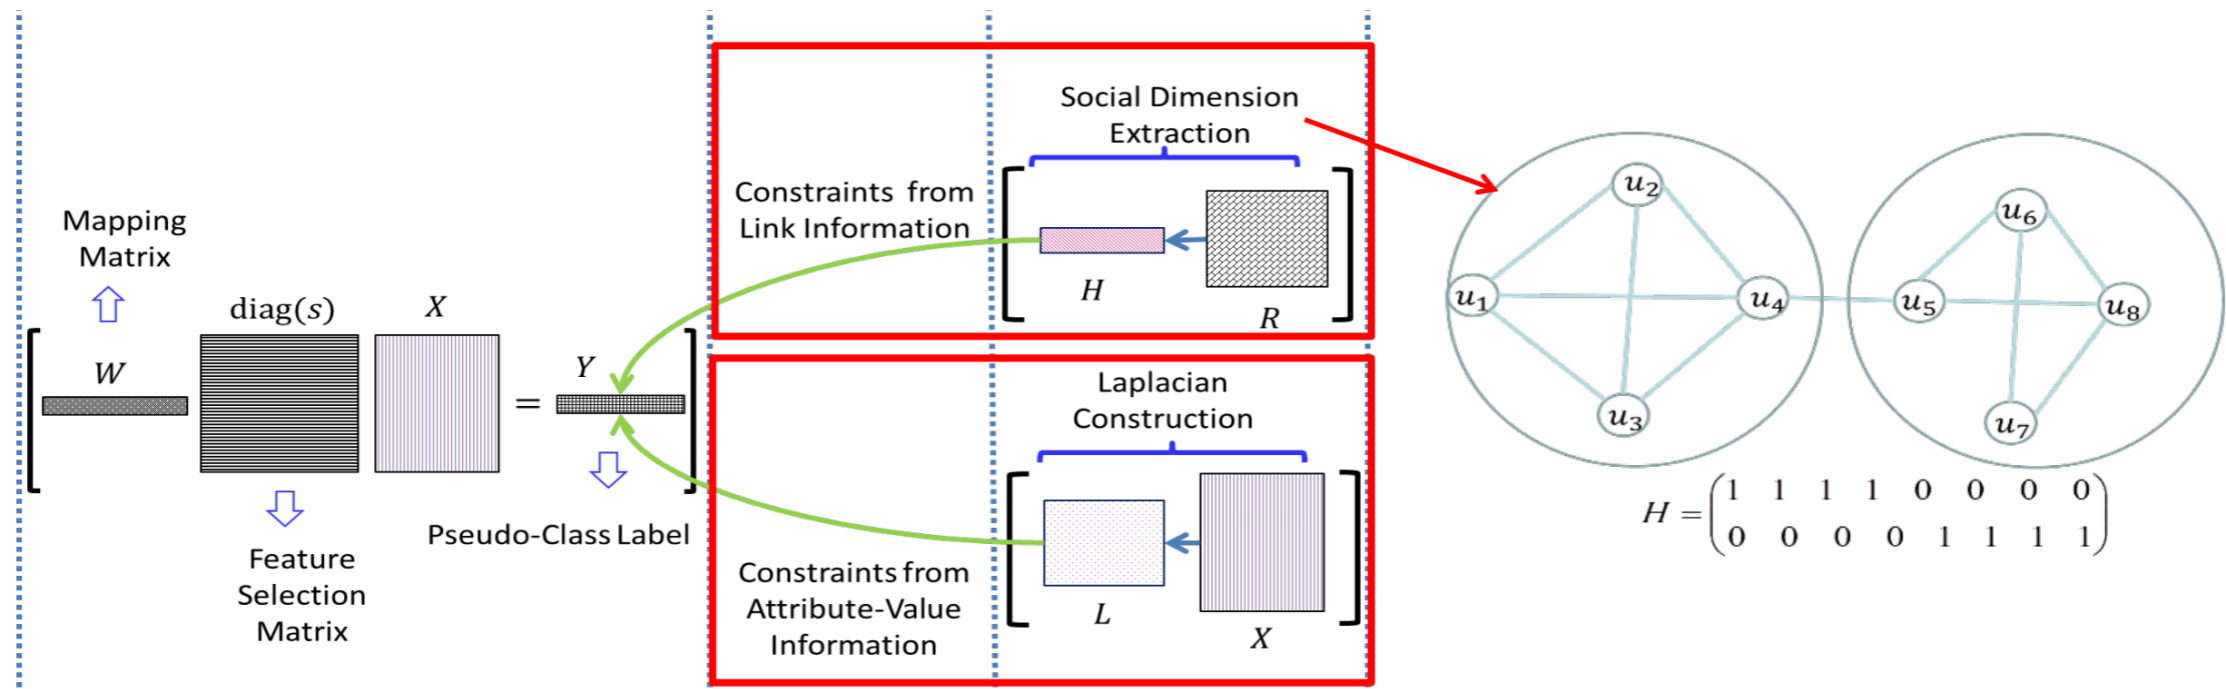 Mapping
Matrix
W
diag(s)
X
=
Y
Feature
Selection
Matrix
Pseudo-Class Label
Constraints from
Link Information
Social Dimension
Extraction
H
R
Constraints from
Attribute-Value
Information
Laplacian
Construction
L
X
u₁
u₂
u₃
u₄
u₅
u₆
u₇
u₈
H = (1 1 1 1 0 0 0 0
0 0 0 0 1 1 1 1)